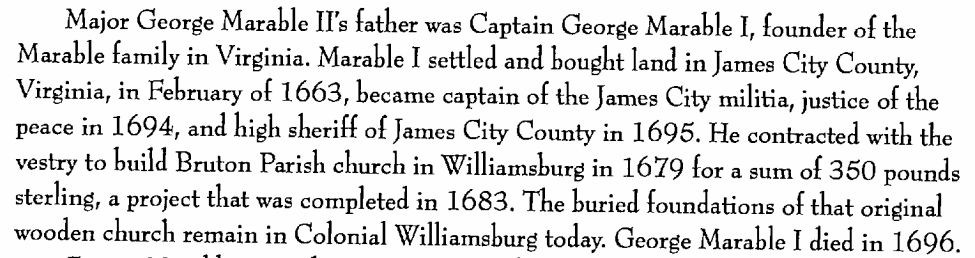 Major George Marable II's father was Captain George Marable I, founder of the
Marable family in Virginia. Marable I settled and bought land in James City County,
Virginia, in February of 1663, became captain of the James City militia, justice of the
peace in 1694, and high sheriff of James City County in 1695. He contracted with the
vestry to build Bruton Parish church in Williamsburg in 1679 for a sum of 350 pounds
sterling, a project that was completed in 1683. The buried foundations of that original
wooden church remain in Colonial Williamsburg today. George Marable I died in 1696.